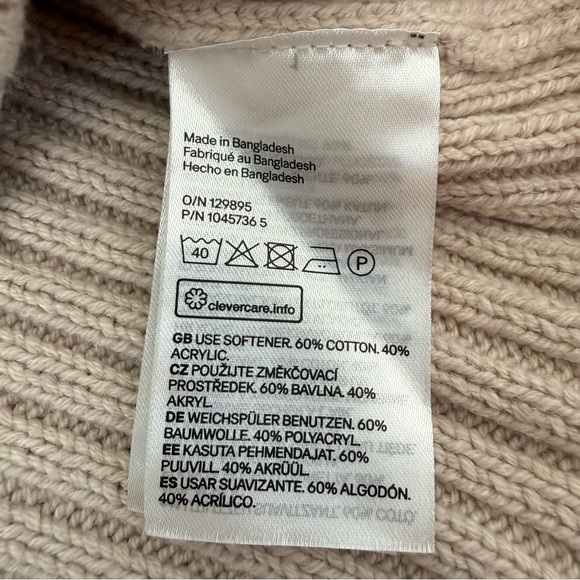 Made in Bangladesh
Fabriqué au Bangladesh
Hecho en Bangladesh
O/N 129895
P/N 1045736 5
40
P
clevercare.info
GB USE SOFTENER. 60% COTTON. 40%
ACRYLIC.
CZ POUŽIJTE ZMĚKČOVACÍ
PROSTŘEDEK. 60% BAVLNA. 40%
AKRYL.
DE WEICHSPÜLER BENUTZEN. 60%
BAUMWOLLE. 40% POLYACRYL.
EE KASUTA PEHMENDAJAT. 60%
PUUVILL. 40% AKRÜÜL.
ES USAR SUAVIZANTE. 60% ALGODÓN.
40% ACRÍLICO.